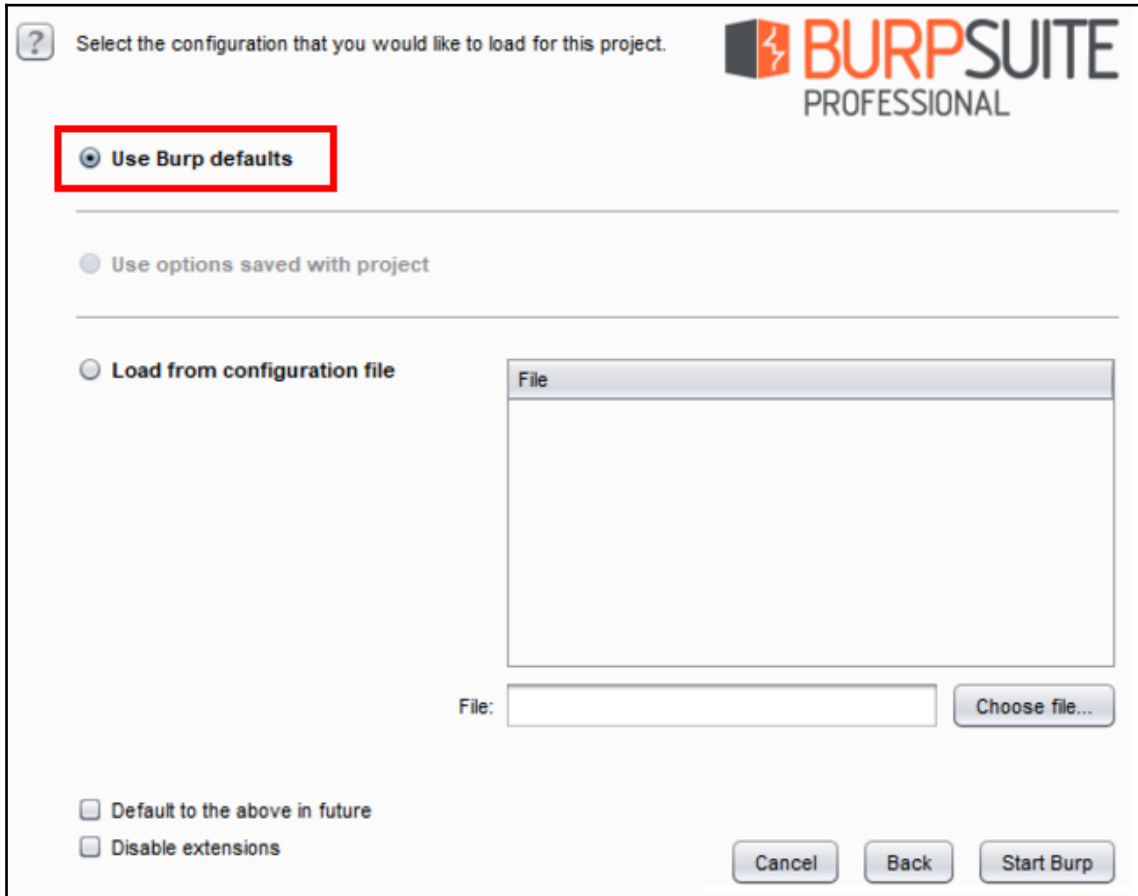 ?
Select the configuration that you would like to load for this project.
BURPSUITE
PROFESSIONAL
Use Burp defaults
Use options saved with project
Load from configuration file
File
File:
Choose file...
Default to the above in future
Disable extensions
Cancel
Back
Start Burp